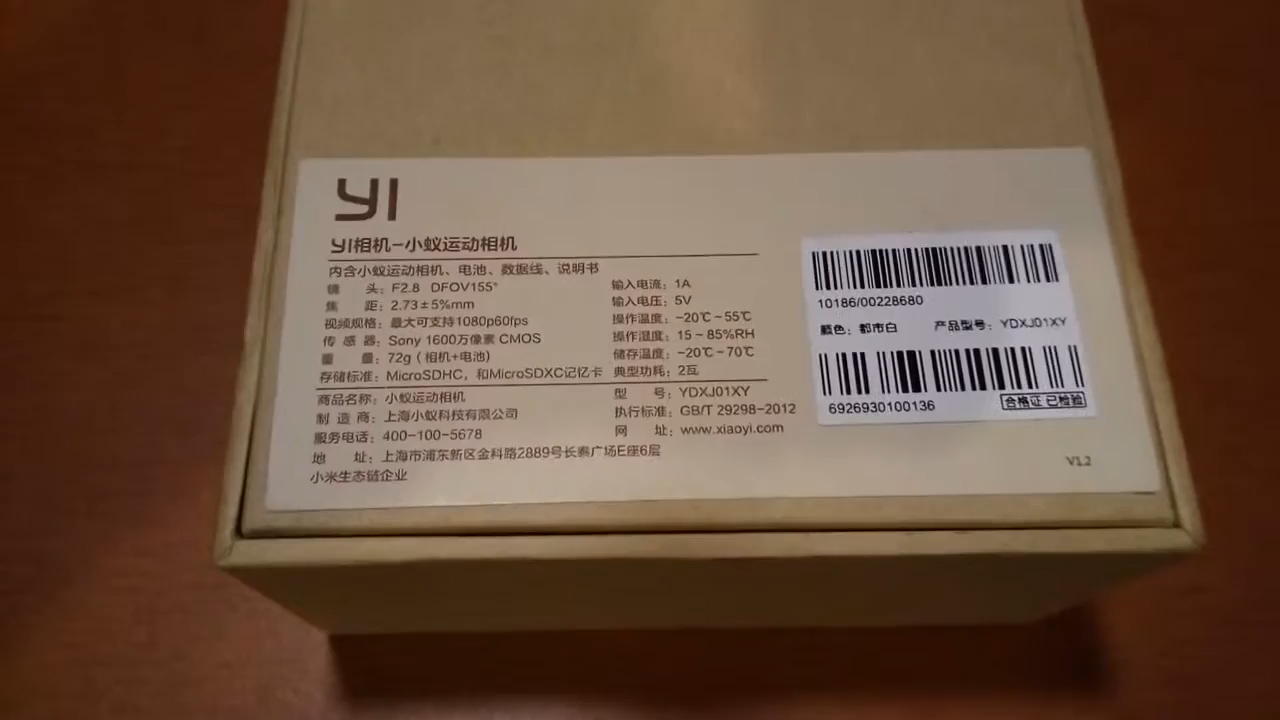 YI
YI相机-小蚁运动相机
内含小蚁运动相机、电池、数据线、说明书
镜 头：F2.8 DFOV155°
焦 距：2.73±5%mm
视频规格：最大可支持1080p60fps
传 感 器：Sony 1600万像素 CMOS
重 量：72g（相机+电池）
存储标准：MicroSDHC，和MicroSDXC记忆卡
输入电流：1A
输入电压：5V
操作温度：-20℃~55℃
操作湿度：15~85%RH
储存温度：-20℃~70℃
典型功耗：2瓦
商品名称：小蚁运动相机
制 造 商：上海小蚁科技有限公司
服务电话：400-100-5678
地 址：上海市浦东新区金科路2889号长泰广场E座6层
小米生态链企业
型 号：YDXJ01XY
执行标准：GB/T 29298-2012
网 址：www.xiaoyi.com
10186/00228680
颜色：都市白 产品型号：YDXJ01XY
6926930100136 合格证 已检验
V1.2